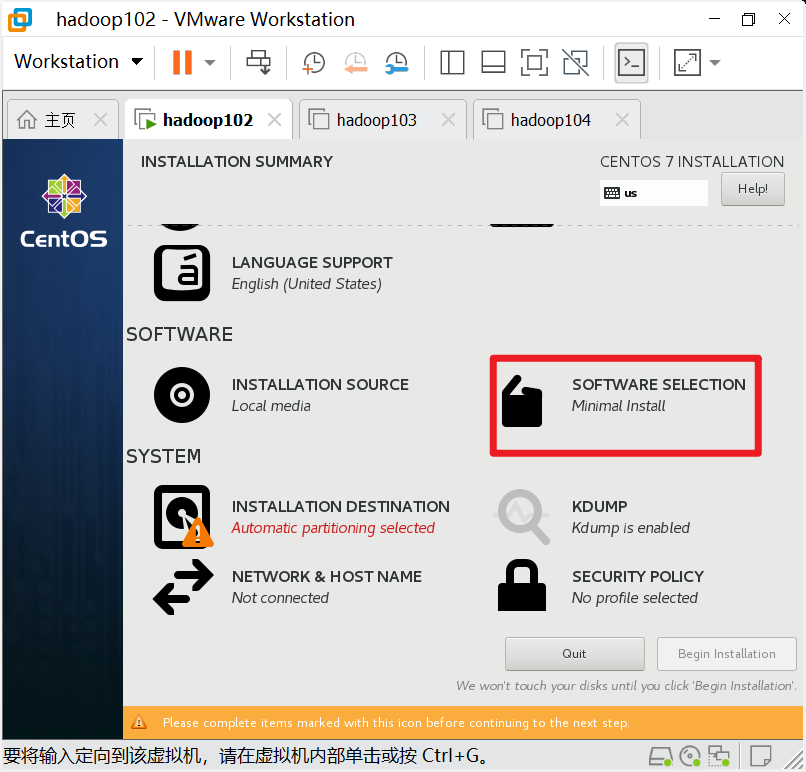 hadoop102 - VMware Workstation
Workstation
主页
hadoop102
hadoop103
hadoop104
INSTALLATION SUMMARY
CENTOS 7 INSTALLATION
us
Help!
CentOS
LANGUAGE SUPPORT
English (United States)
SOFTWARE
INSTALLATION SOURCE
Local media
SOFTWARE SELECTION
Minimal Install
SYSTEM
INSTALLATION DESTINATION
Automatic partitioning selected
KDUMP
Kdump is enabled
NETWORK & HOST NAME
Not connected
SECURITY POLICY
No profile selected
Quit
Begin Installation
We won't touch your disks until you click 'Begin Installation'.
Please complete items marked with this icon before continuing to the next step.
要将输入定向到该虚拟机，请在虚拟机内部单击或按 Ctrl+G。